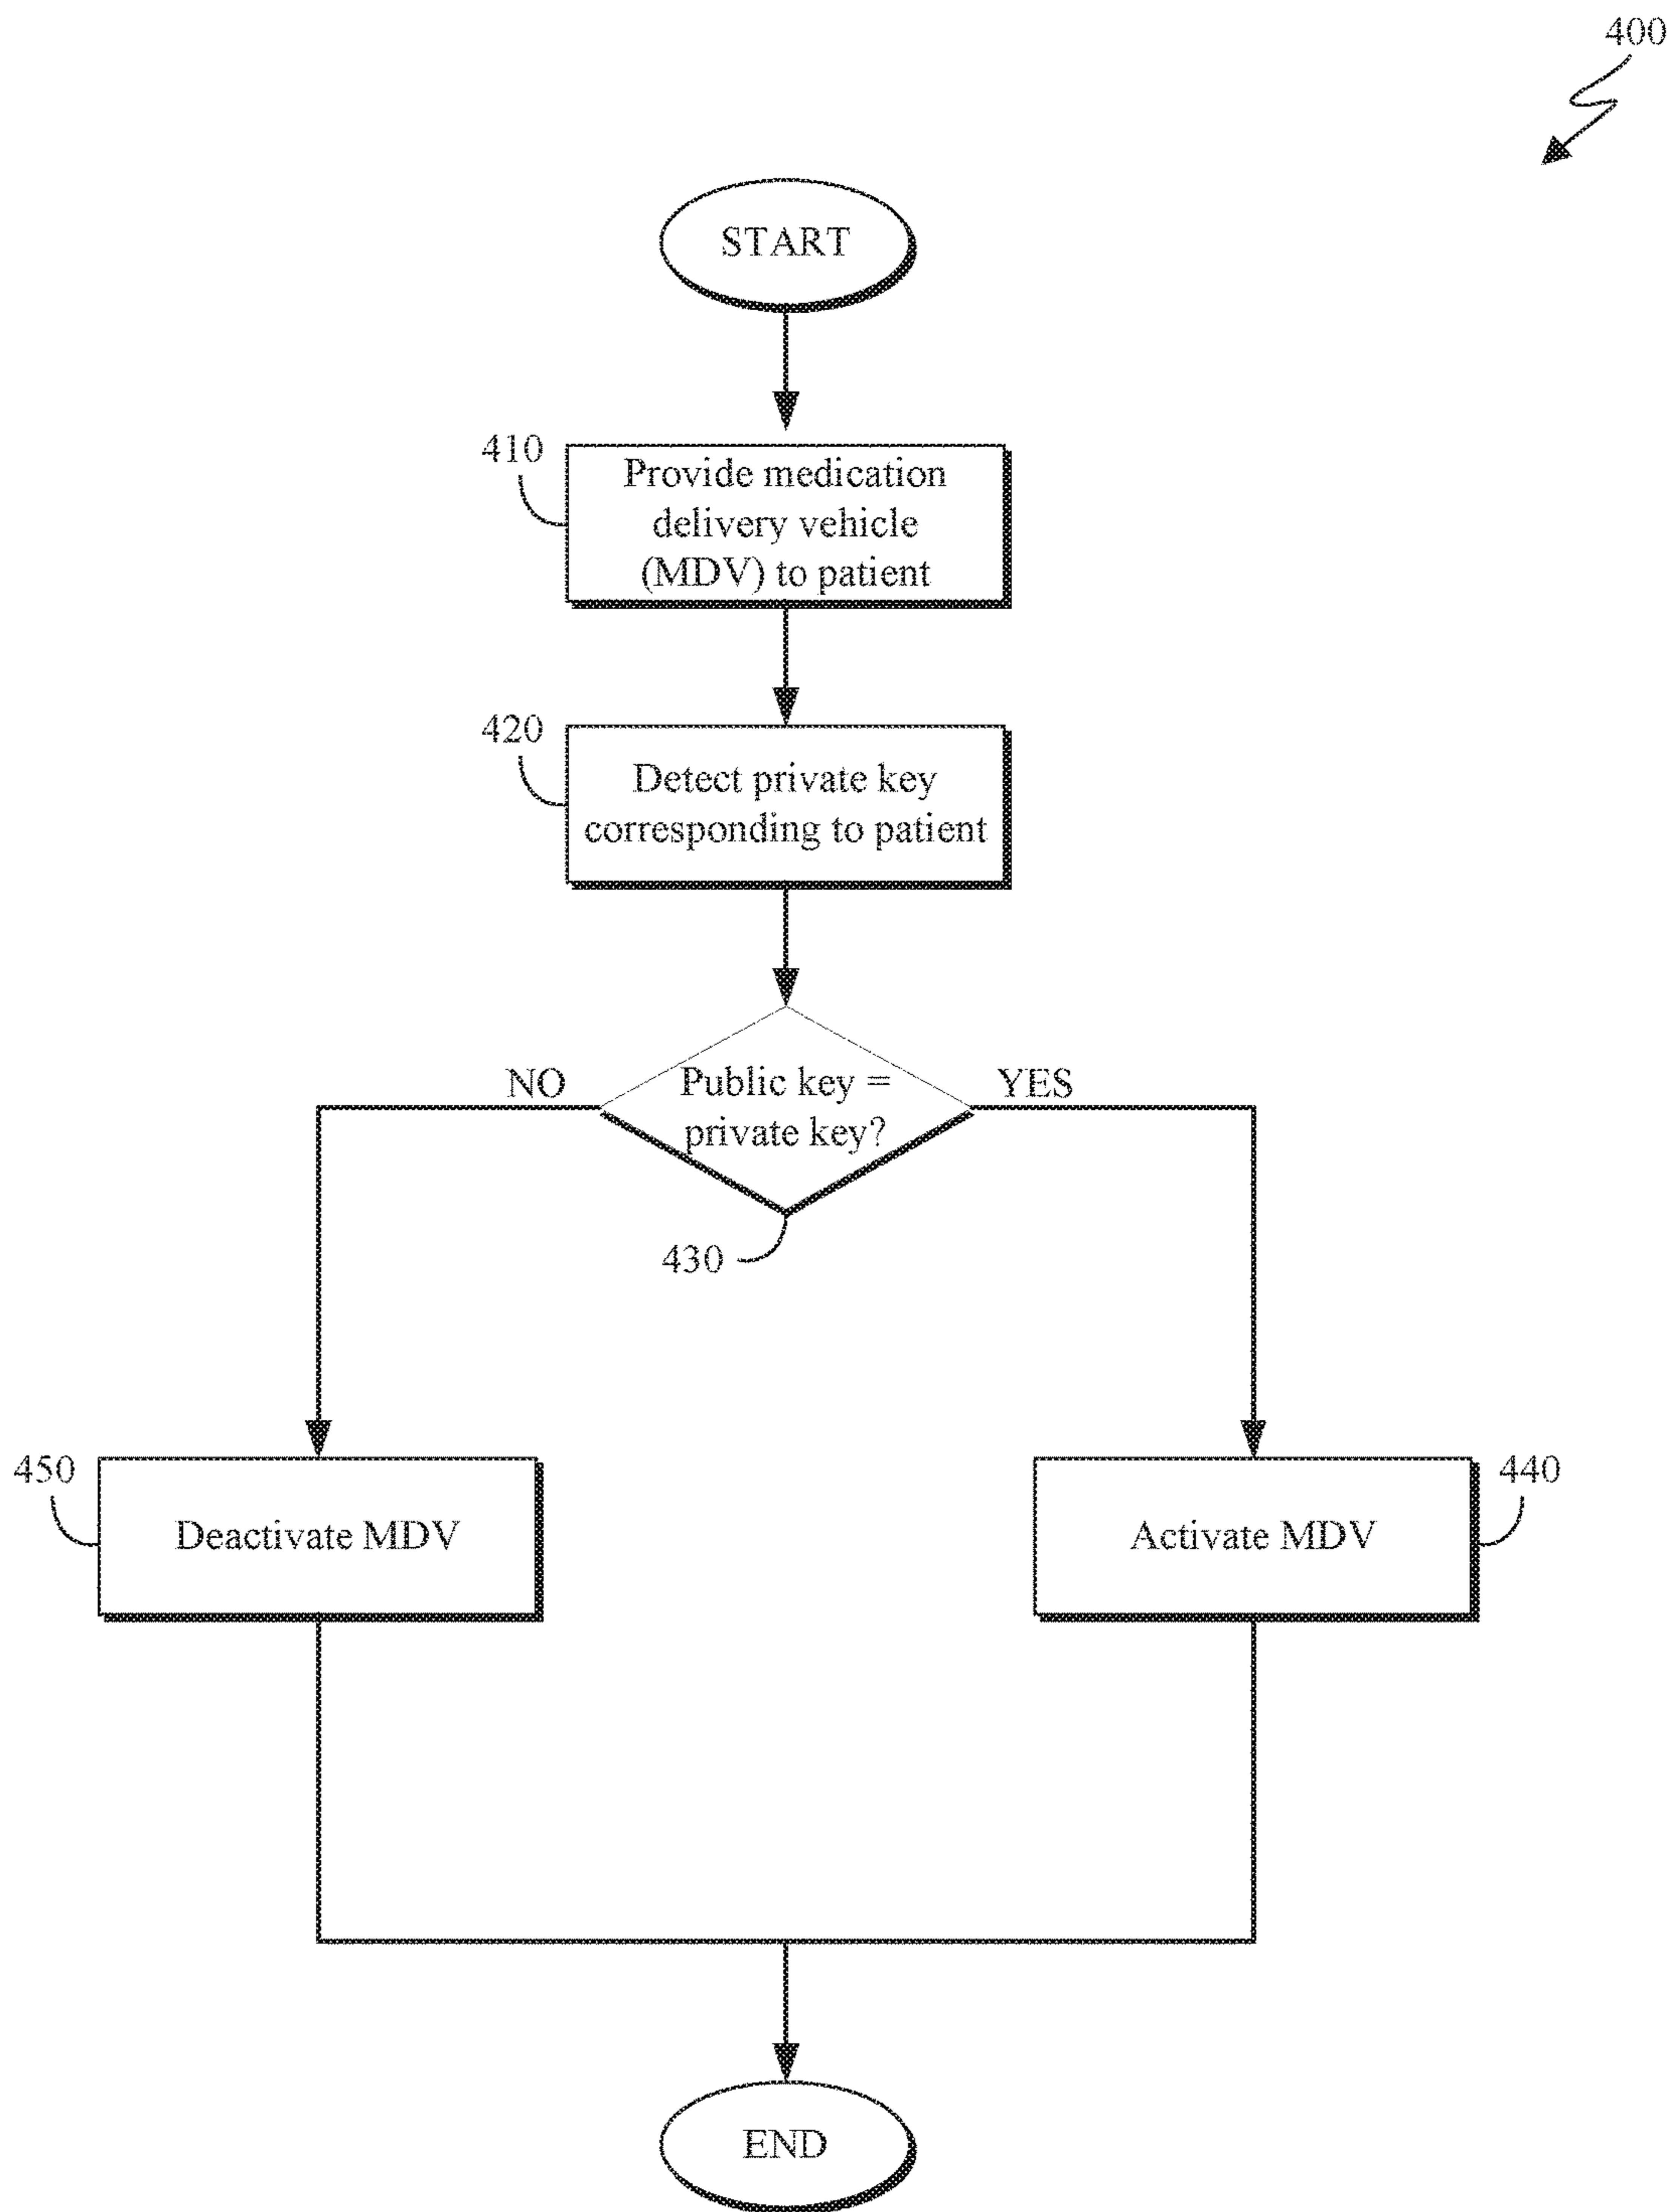 400
START
410
Provide medication
delivery vehicle
(MDV) to patient
420
Detect private key
corresponding to patient
NO
Public key =
private key?
YES
430
450
Deactivate MDV
Activate MDV
440
END